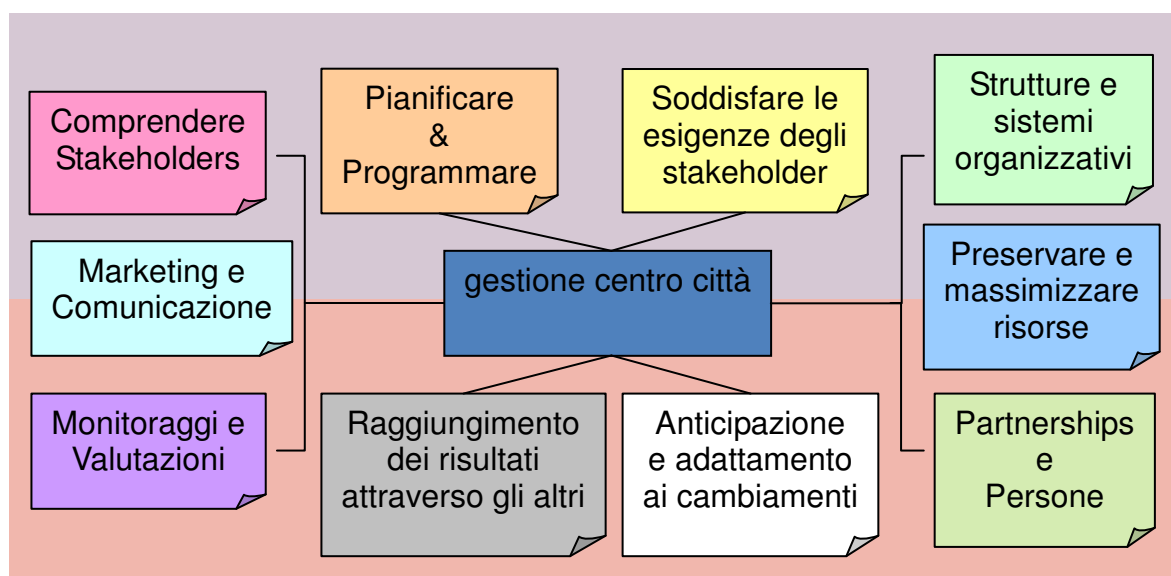 Comprendere
Stakeholders
Pianificare
&
Programmare
Soddisfare le
esigenze degli
stakeholder
Strutture e
sistemi
organizzativi
Marketing e
Comunicazione
gestione centro città
Preservare e
massimizzare
risorse
Monitoraggi e
Valutazioni
Raggiungimento
dei risultati
attraverso gli altri
Anticipazione
e adattamento
ai cambiamenti
Partnerships
e
Persone